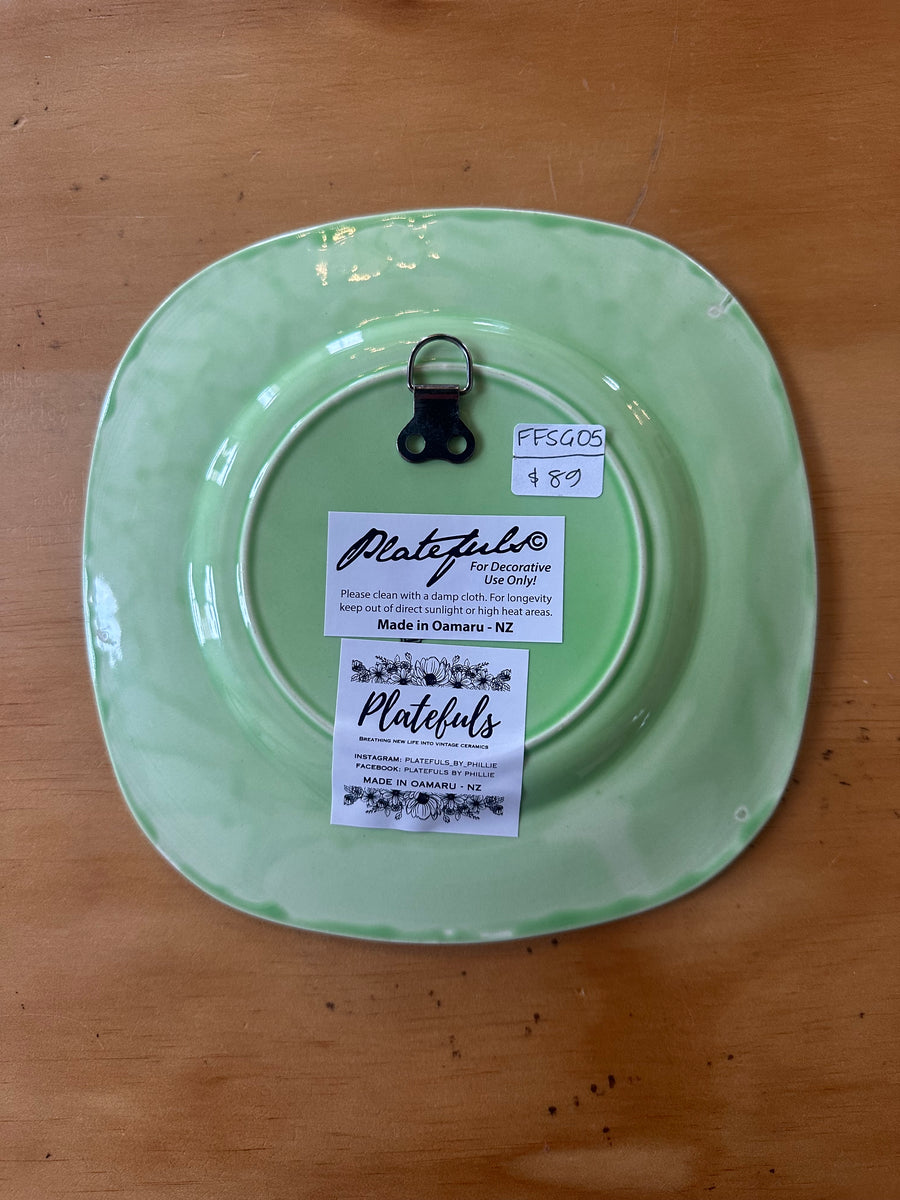 FFSG05
$89
Platefuls©
For Decorative
Use Only!
Please clean with a damp cloth. For longevity
keep out of direct sunlight or high heat areas.
Made in Oamaru - NZ
Platefuls
BREATHING NEW LIFE INTO VINTAGE CERAMICS
INSTAGRAM: PLATEFULS_BY_PHILLIE
FACEBOOK: PLATEFULS BY PHILLIE
MADE IN OAMARU - NZ